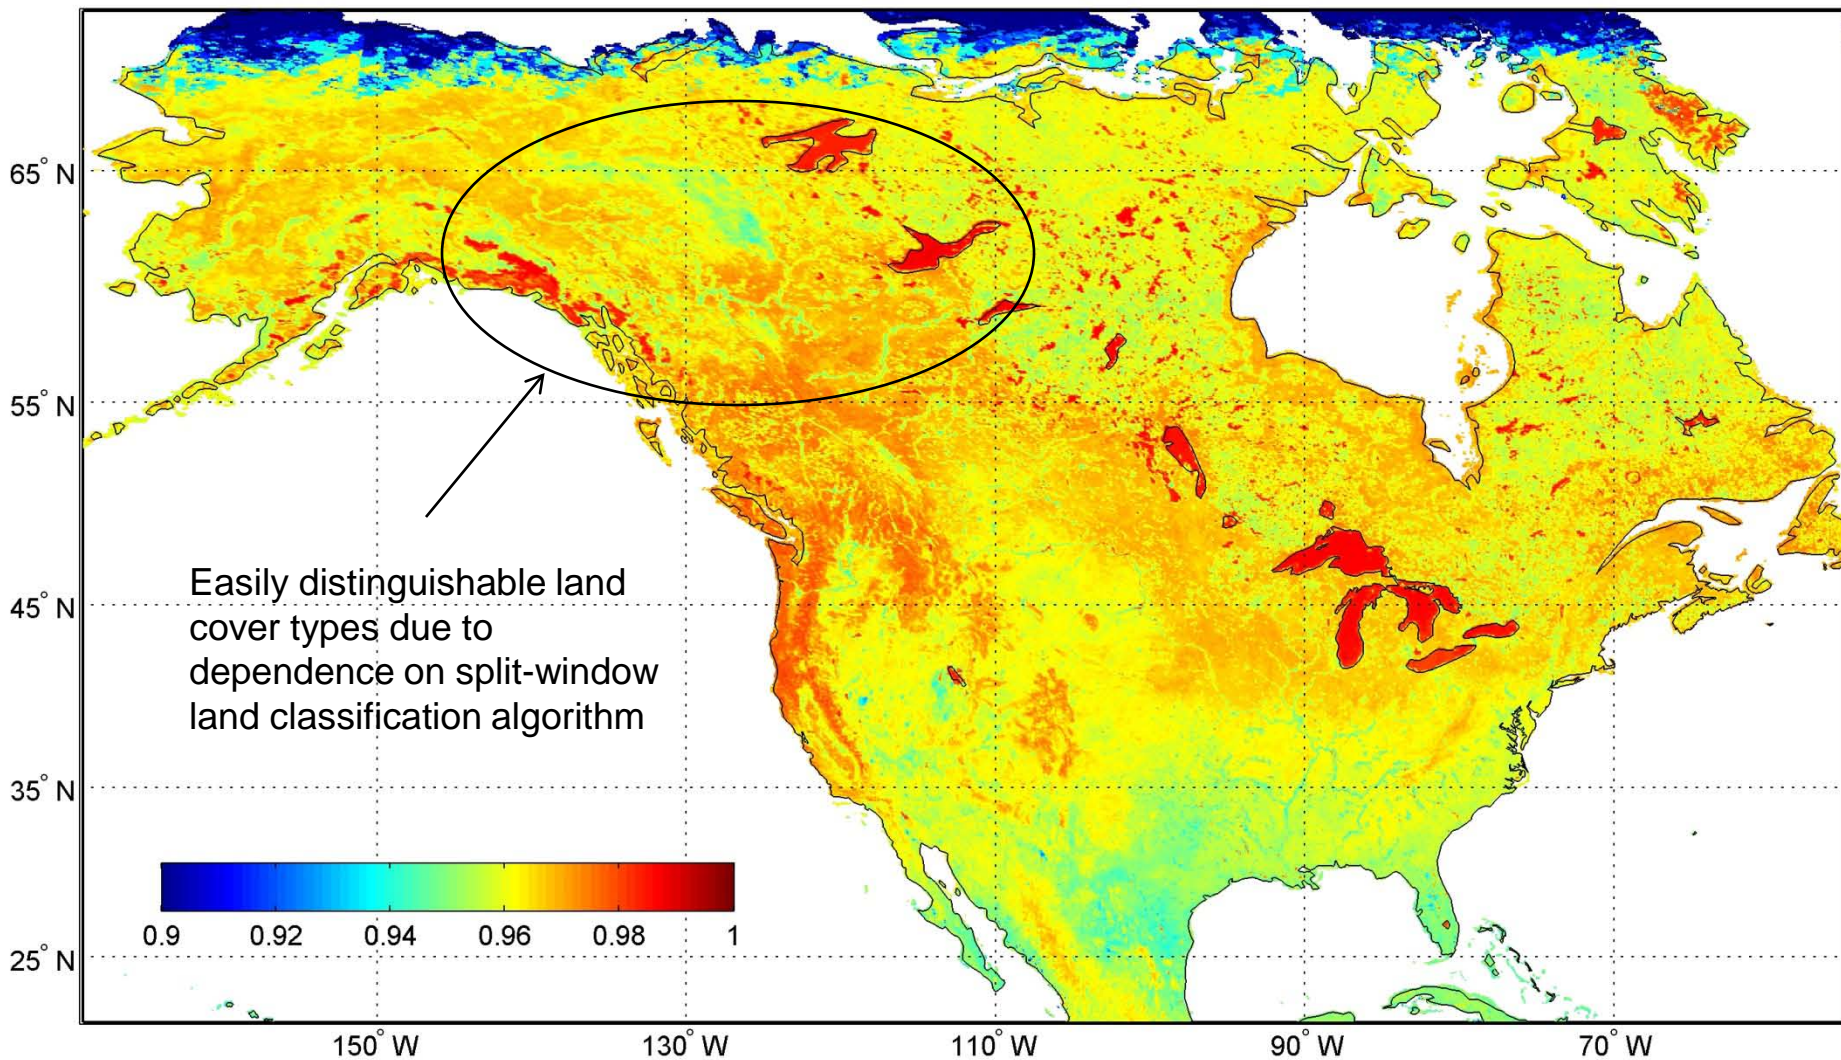 65° N
55° N
45° N
35° N
25° N
Easily distinguishable land
cover types due to
dependence on split-window
land classification algorithm
0.9 0.92 0.94 0.96 0.98 1
150° W 130° W 110° W 90° W 70° W